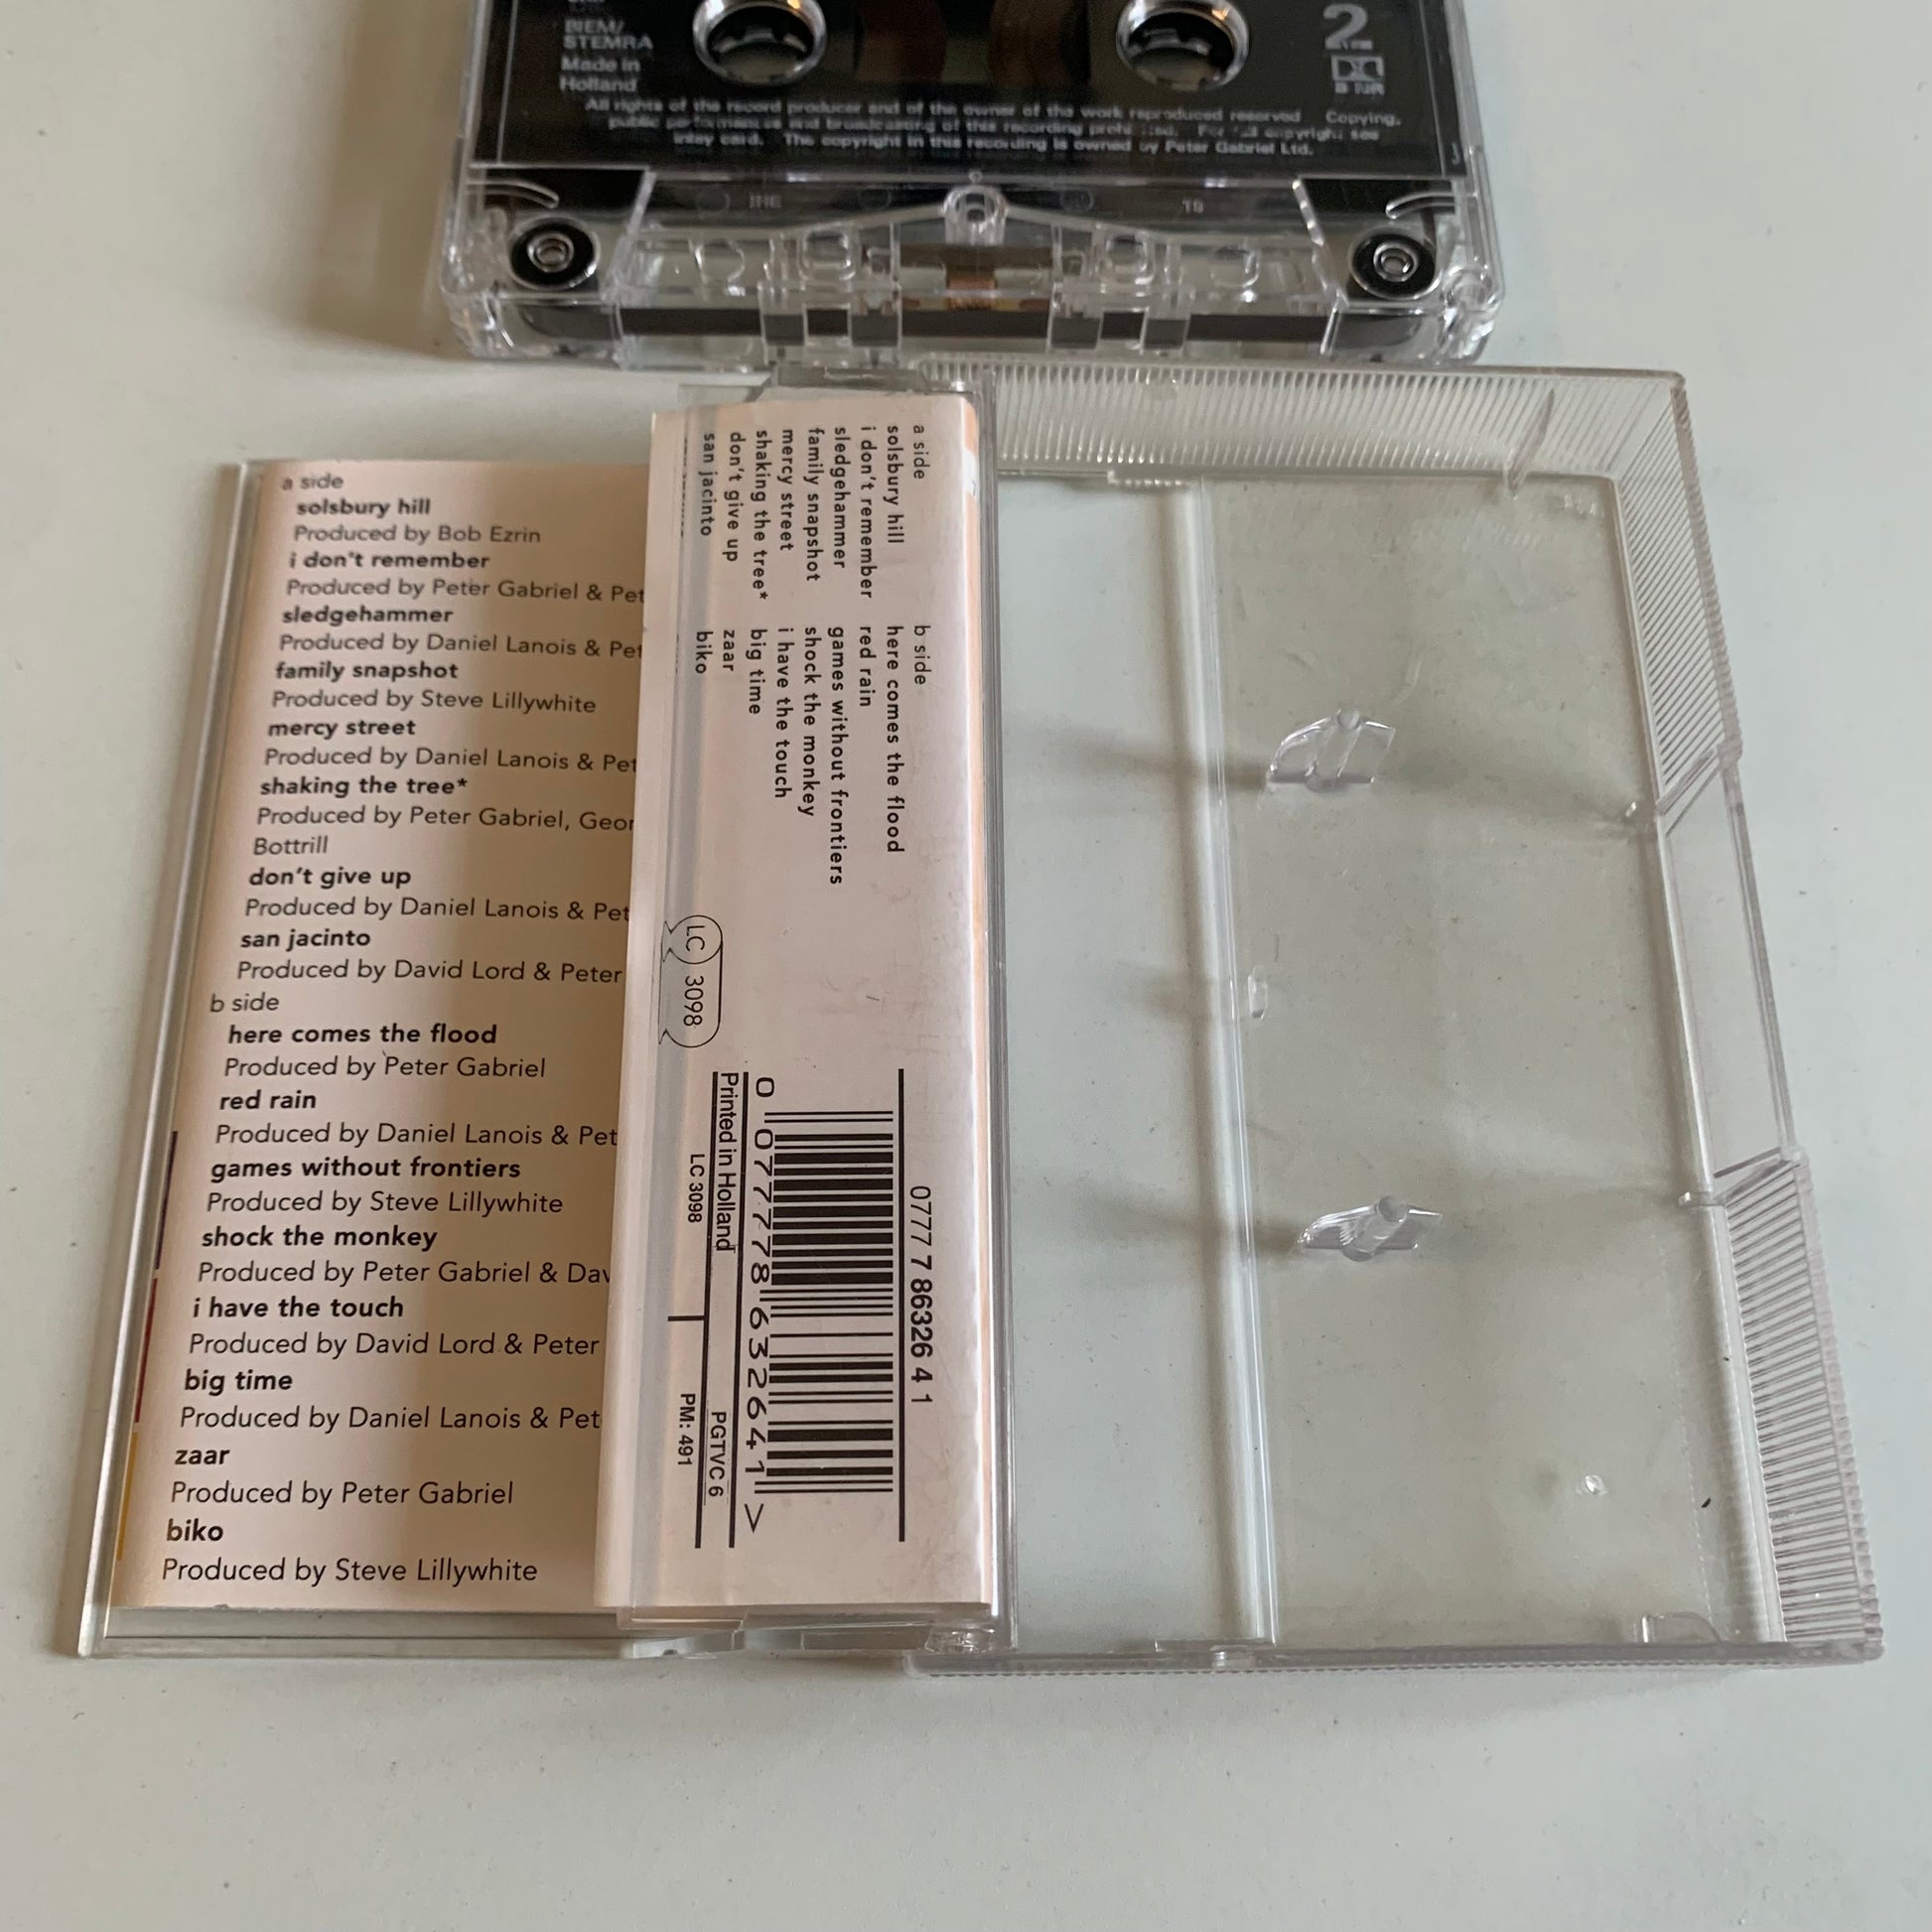 BIEM/
STEMRA
Made in
Holland
2
B NR
All rights of the record producer and of the owner of the work reproduced reserved Copying,
public performances and broadcasting of this recording prohibited. For copyright see
inlay card. The copyright in this recording is owned by Peter Gabriel Ltd.
a side
solsbury hill
Produced by Bob Ezrin
i don't remember
Produced by Peter Gabriel & Pet
sledgehammer
Produced by Daniel Lanois & Pet
family snapshot
Produced by Steve Lillywhite
mercy street
Produced by Daniel Lanois & Pet
shaking the tree*
Produced by Peter Gabriel, Geor
Bottrill
don't give up
Produced by Daniel Lanois & Pet
san jacinto
Produced by David Lord & Peter
b side
here comes the flood
Produced by Peter Gabriel
red rain
Produced by Daniel Lanois & Pet
games without frontiers
Produced by Steve Lillywhite
shock the monkey
Produced by Peter Gabriel & Dav
i have the touch
Produced by David Lord & Peter
big time
Produced by Daniel Lanois & Pet
zaar
Produced by Peter Gabriel
biko
Produced by Steve Lillywhite
a side
solsbury hill
i don't remember
sledgehammer
family snapshot
mercy street
shaking the tree*
don't give up
san jacinto
b side
here comes the flood
red rain
games without frontiers
shock the monkey
i have the touch
big time
zaar
biko
LC 3098
0777 7 86326 4 1
0 077778 632641 >
Printed in Holland
PGTVC 6
LC 3098
PM: 491